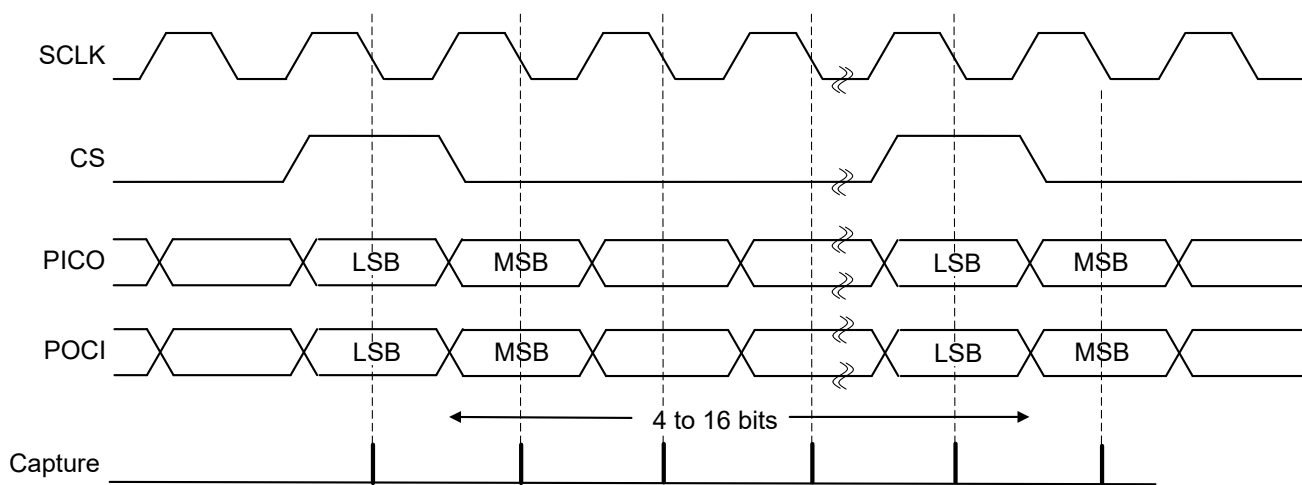 SCLK
CS
PICO
LSB MSB LSB MSB
POCI
LSB MSB LSB MSB
4 to 16 bits
Capture